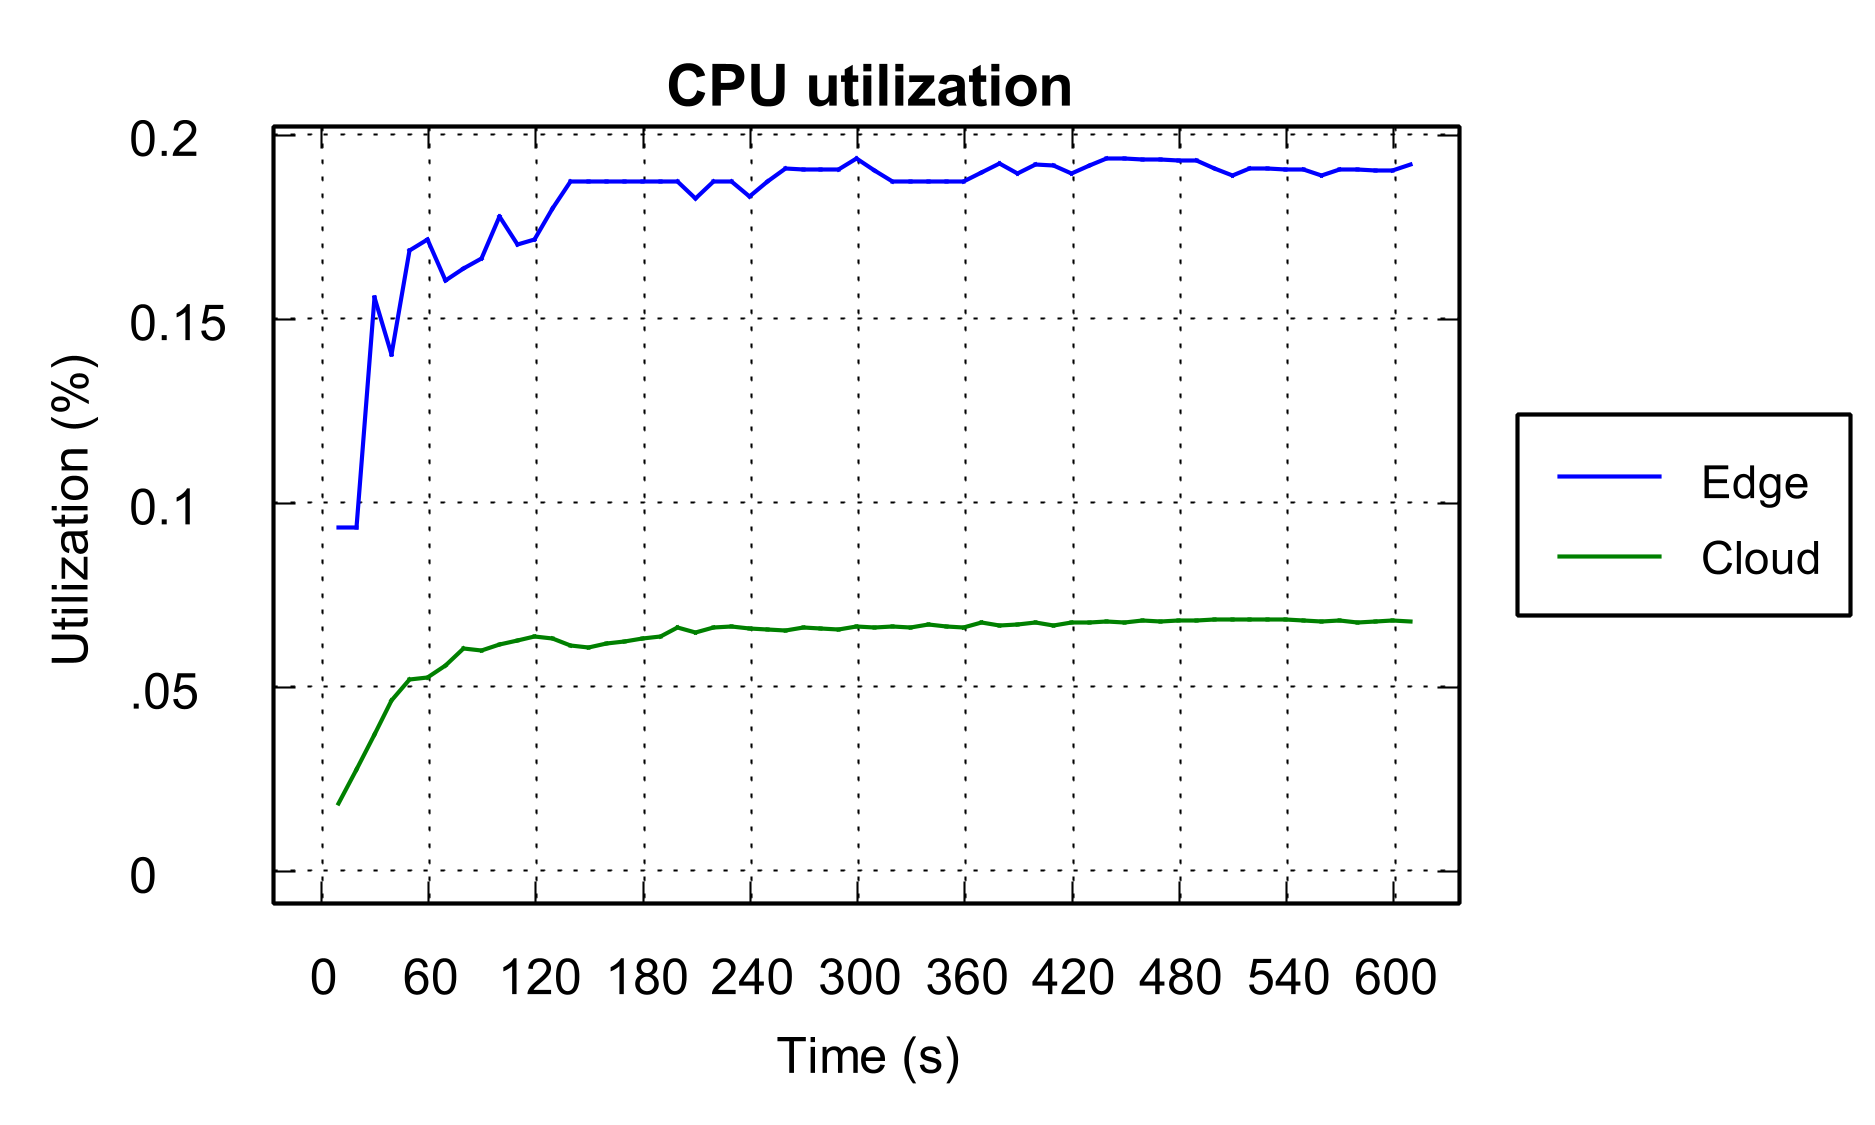 CPU utilization
0.2
0.15
0.1
.05
0
Utilization (%)
0 60 120 180 240 300 360 420 480 540 600
Time (s)
Edge
Cloud